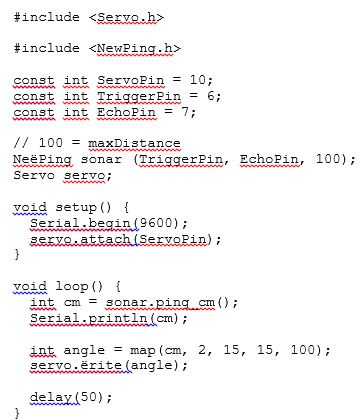 #include <Servo.h>
#include <NewPing.h>
const int ServoPin = 10;
const int TriggerPin = 6;
const int EchoPin = 7;
// 100 = maxDistance
NeëPing sonar (TriggerPin, EchoPin, 100);
Servo servo;
void setup() {
Serial.begin(9600);
servo.attach(ServoPin);
}
void loop() {
int cm = sonar.ping_cm();
Serial.println(cm);
int angle = map(cm, 2, 15, 15, 100);
servo.ërite(angle);
delay(50);
}